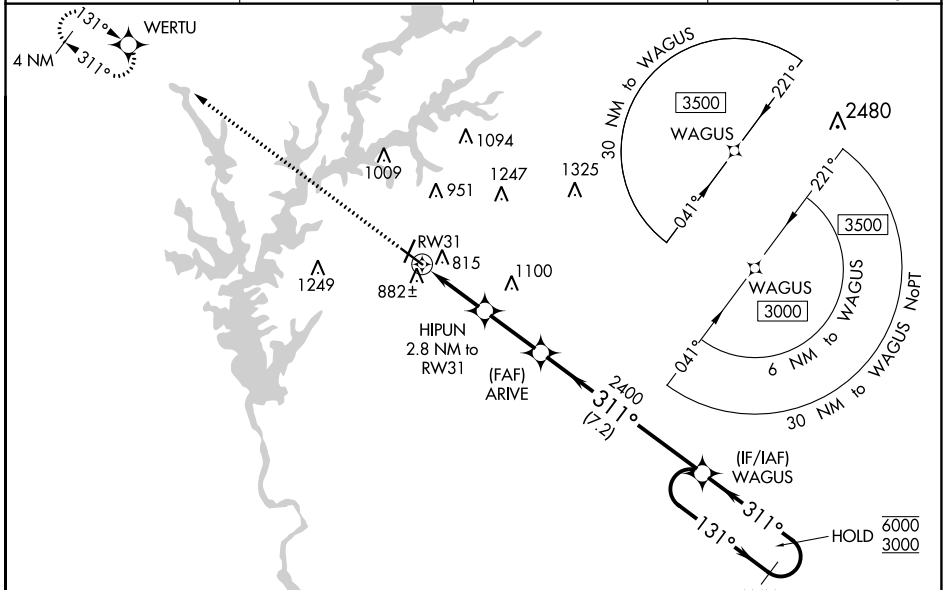 131°
311°
4 NM
WERTU
1094
1009
951
1247
1325
30 NM to WAGUS
3500
221°
WAGUS
041°
2480
RW31
815
882±
1249
1100
HIPUN
2.8 NM to
RW31
(FAF)
ARIVE
2400
311°
(7.2)
221°
3500
WAGUS
3000
041°
6 NM to WAGUS
30 NM to WAGUS NoPT
(IF/IAF)
WAGUS
311°
131°
HOLD
6000
3000